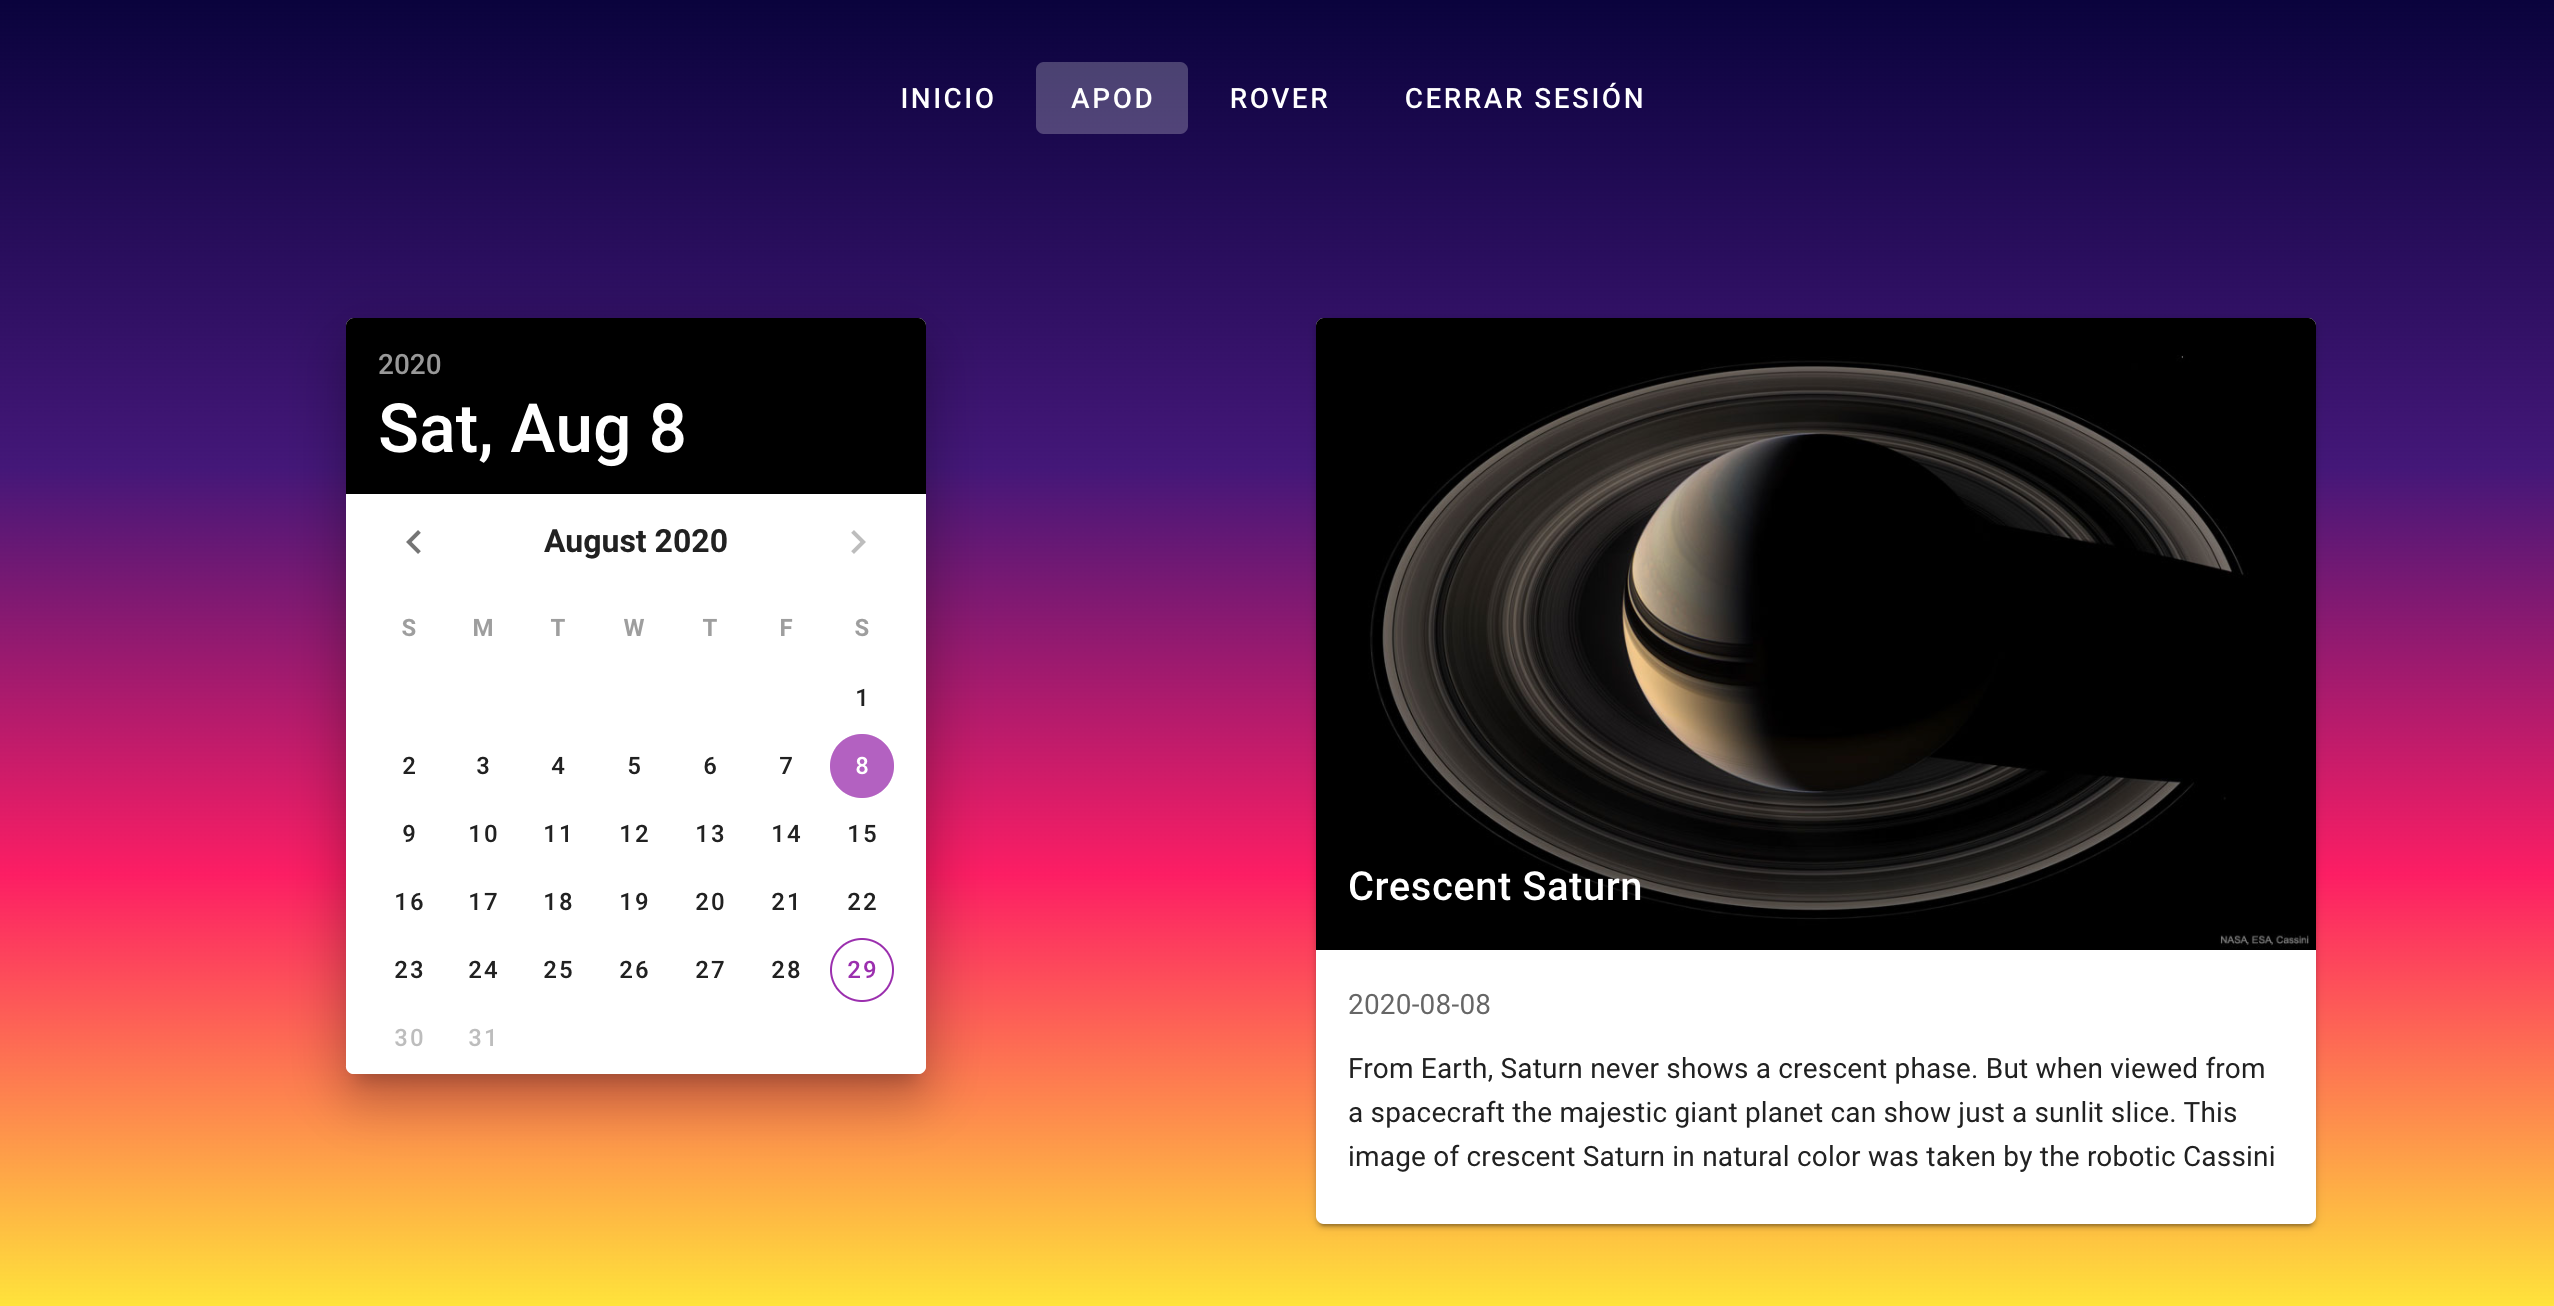 INICIO APOD ROVER CERRAR SESIÓN
2020
Sat, Aug 8
August 2020
S M T W T F S
1
2 3 4 5 6 7 8
9 10 11 12 13 14 15
16 17 18 19 20 21 22
23 24 25 26 27 28 29
30 31
Crescent Saturn
NASA, ESA, Cassini
2020-08-08
From Earth, Saturn never shows a crescent phase. But when viewed from
a spacecraft the majestic giant planet can show just a sunlit slice. This
image of crescent Saturn in natural color was taken by the robotic Cassini